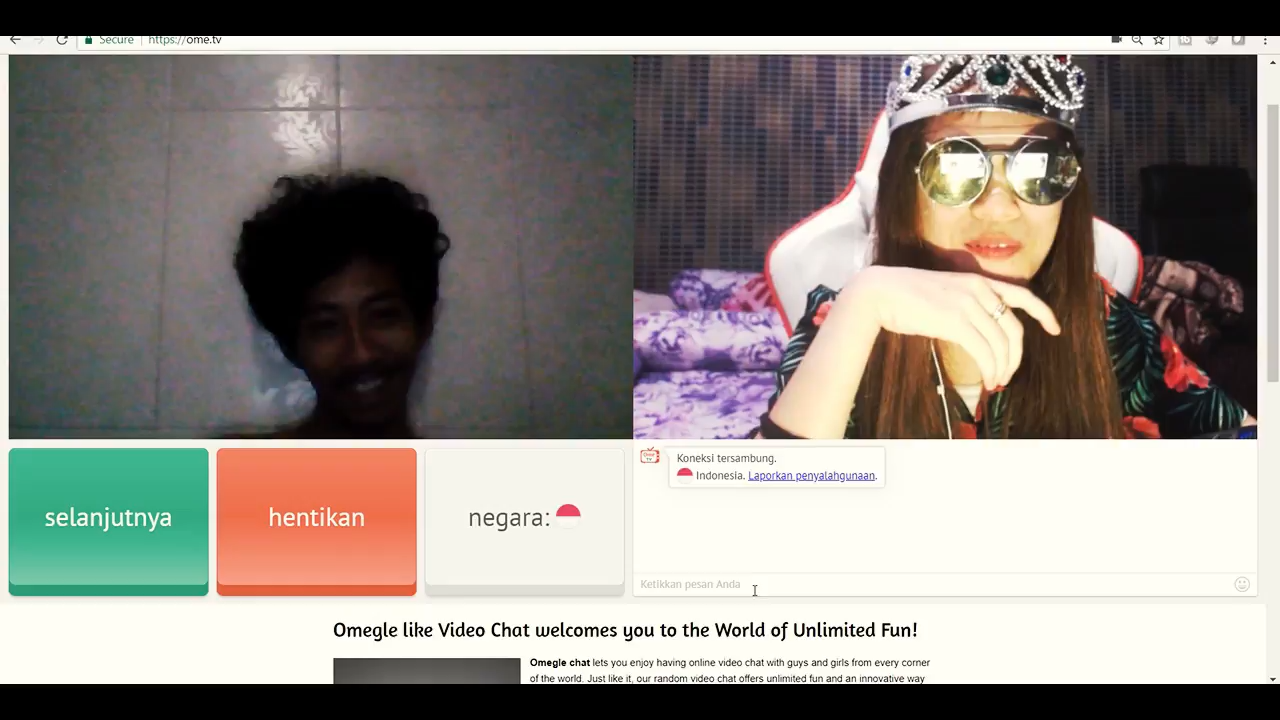 Secure https://ome.tv
Koneksi tersambung.
Indonesia. Laporkan penyalahgunaan.
selanjutnya
hentikan
negara:
Ketikkan pesan Anda
Omegle like Video Chat welcomes you to the World of Unlimited Fun!
Omegle chat lets you enjoy having online video chat with guys and girls from every corner
of the world. Just like it, our random video chat offers unlimited fun and an innovative way